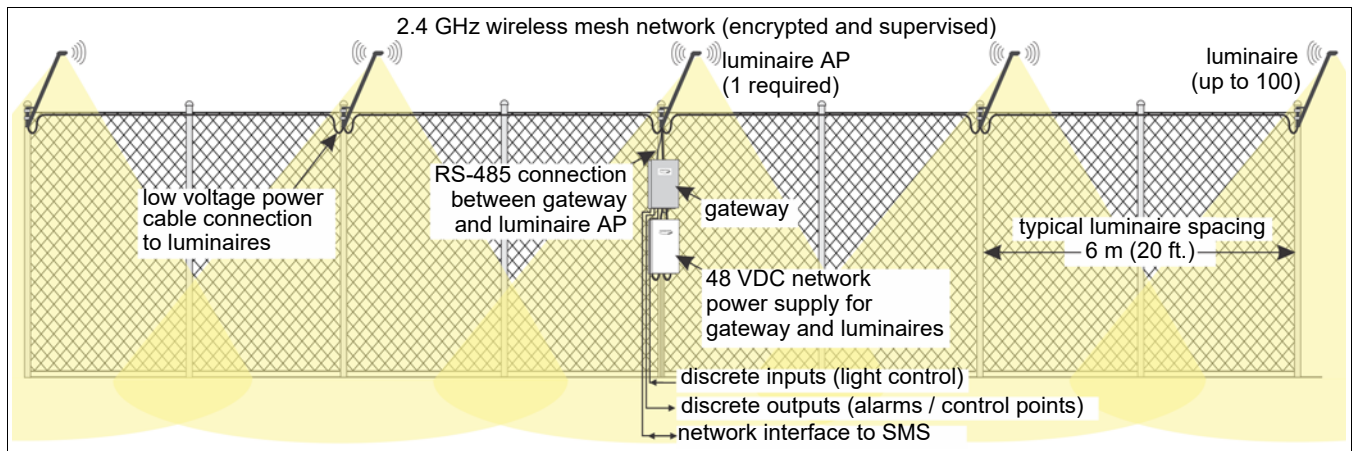 2.4 GHz wireless mesh network (encrypted and supervised)
luminaire AP
(1 required)
luminaire
(up to 100)
low voltage power
cable connection
to luminaires
RS-485 connection
between gateway
and luminaire AP
gateway
typical luminaire spacing
6 m (20 ft.)
48 VDC network
power supply for
gateway and luminaires
discrete inputs (light control)
discrete outputs (alarms / control points)
network interface to SMS